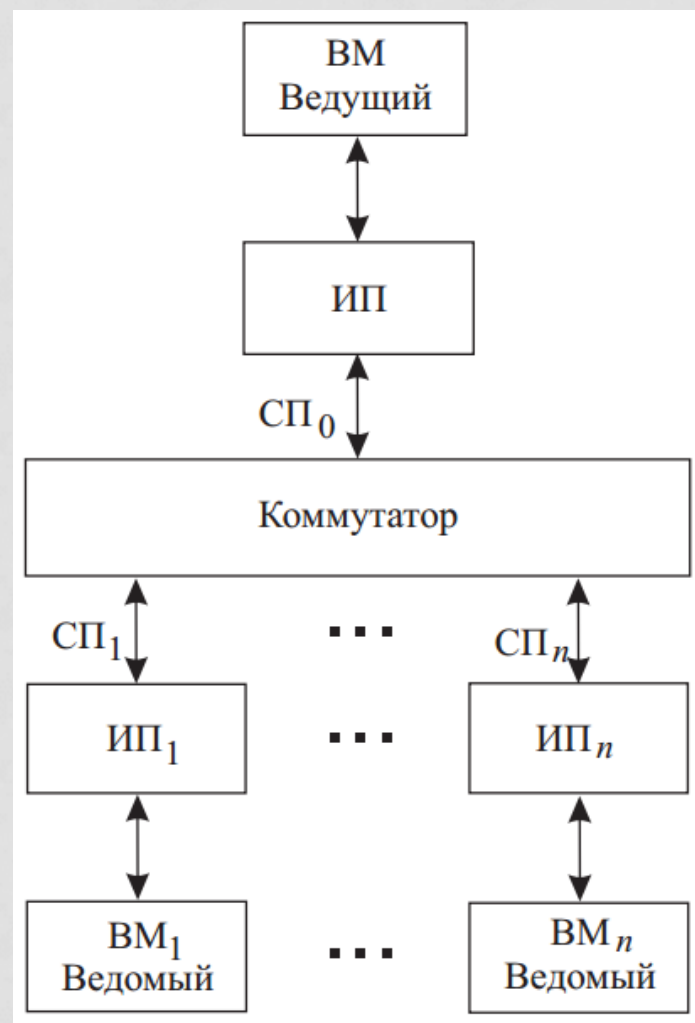 ВМ
Ведущий
ИП
СП0
Коммутатор
СП1
...
СПn
ИП1
...
ИПn
ВМ1
Ведомый
...
ВМn
Ведомый